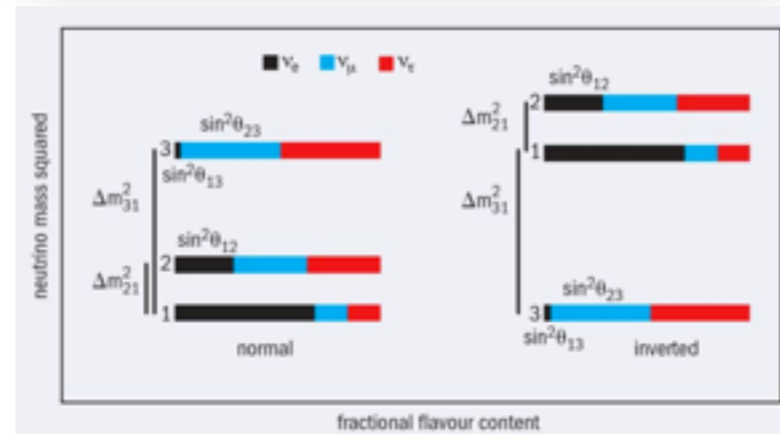 neutrino mass squared
νe νμ ντ
sin²θ23
3
sin²θ13
Δm²31
sin²θ12
2
Δm²21
1
normal
sin²θ12
2
Δm²21
1
Δm²31
sin²θ23
3
sin²θ13
inverted
fractional flavour content